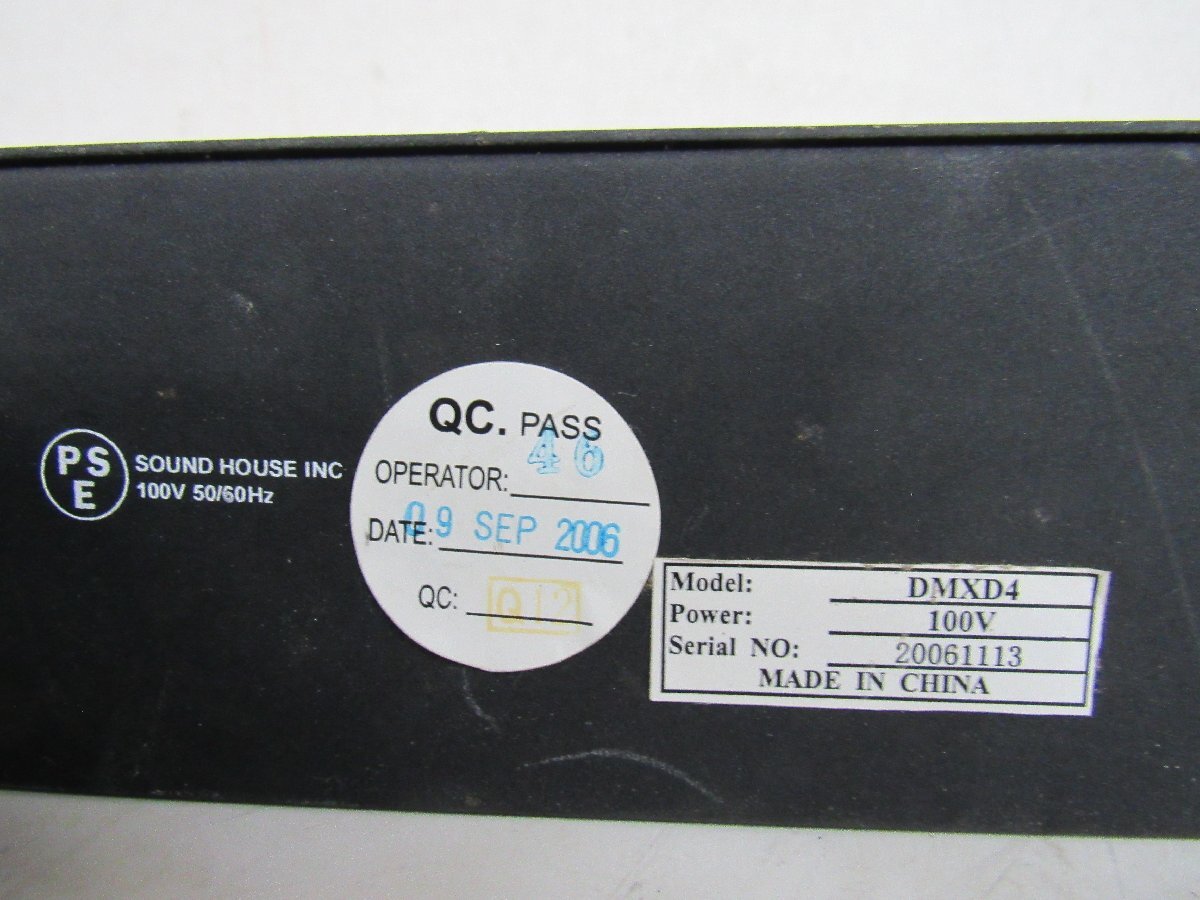 PS
E
SOUND HOUSE INC
100V 50/60Hz
QC. PASS
OPERATOR: 46
DATE: 09 SEP 2006
QC: Q12
Model: DMXD4
Power: 100V
Serial NO: 20061113
MADE IN CHINA